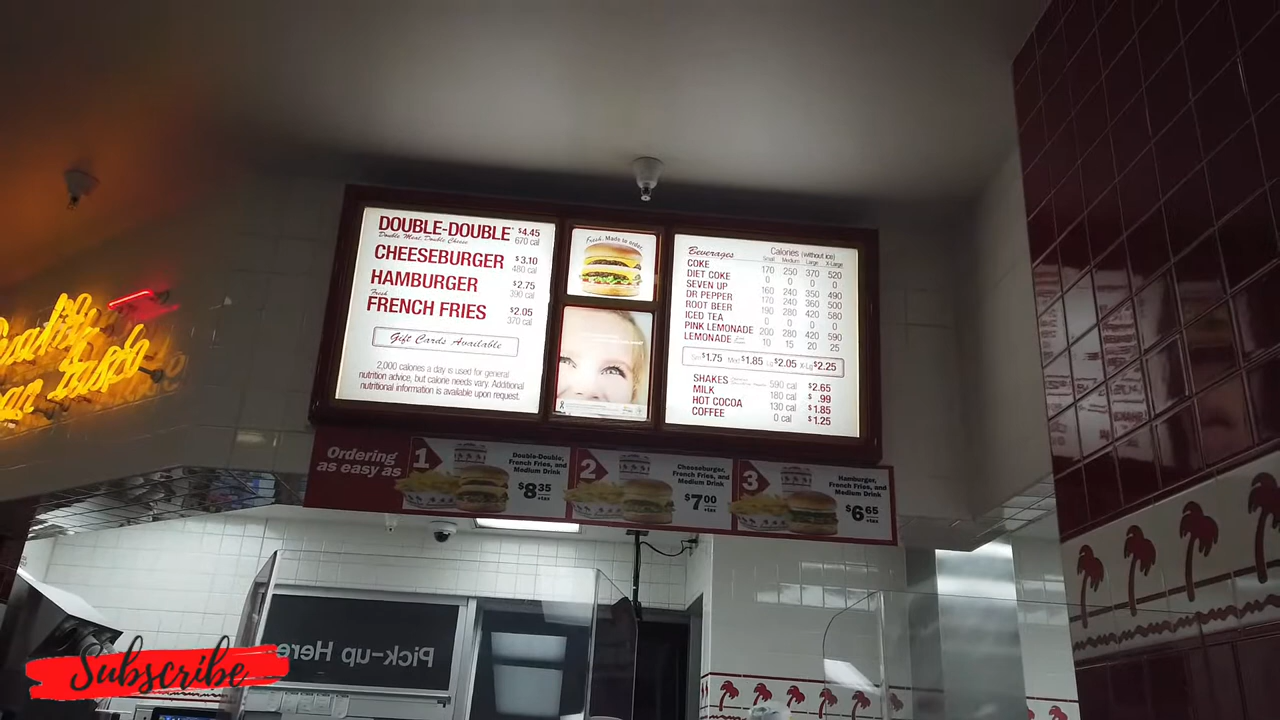 DOUBLE-DOUBLE $4.45
Double Meat, Double Cheese 670 cal
CHEESEBURGER $3.10
480 cal
HAMBURGER $2.75
390 cal
Fresh
FRENCH FRIES $2.05
370 cal
Gift Cards Available
2,000 calories a day is used for general
nutrition advice, but calorie needs vary. Additional
nutritional information is available upon request.
Fresh. Made to order.
Beverages Calories (without ice)
Small Medium Large X-Large
COKE 170 250 370 520
DIET COKE 0 0 0 0
SEVEN UP 160 240 350 490
DR PEPPER 170 240 360 500
ROOT BEER 190 280 420 580
ICED TEA 0 0 0 0
PINK LEMONADE 200 280 420 590
LEMONADE 10 15 20 25
Sm $1.75 Med $1.85 Lg $2.05 X-Lg $2.25
SHAKES 590 cal $2.65
MILK 180 cal $.99
HOT COCOA 130 cal $1.85
COFFEE 0 cal $1.25
Ordering
as easy as
1
Double-Double,
French Fries, and
Medium Drink
$8.35
+tax
2
Cheeseburger,
French Fries, and
Medium Drink
$7.00
+tax
3
Hamburger,
French Fries, and
Medium Drink
$6.65
+tax
Pick-up Here
Subscribe